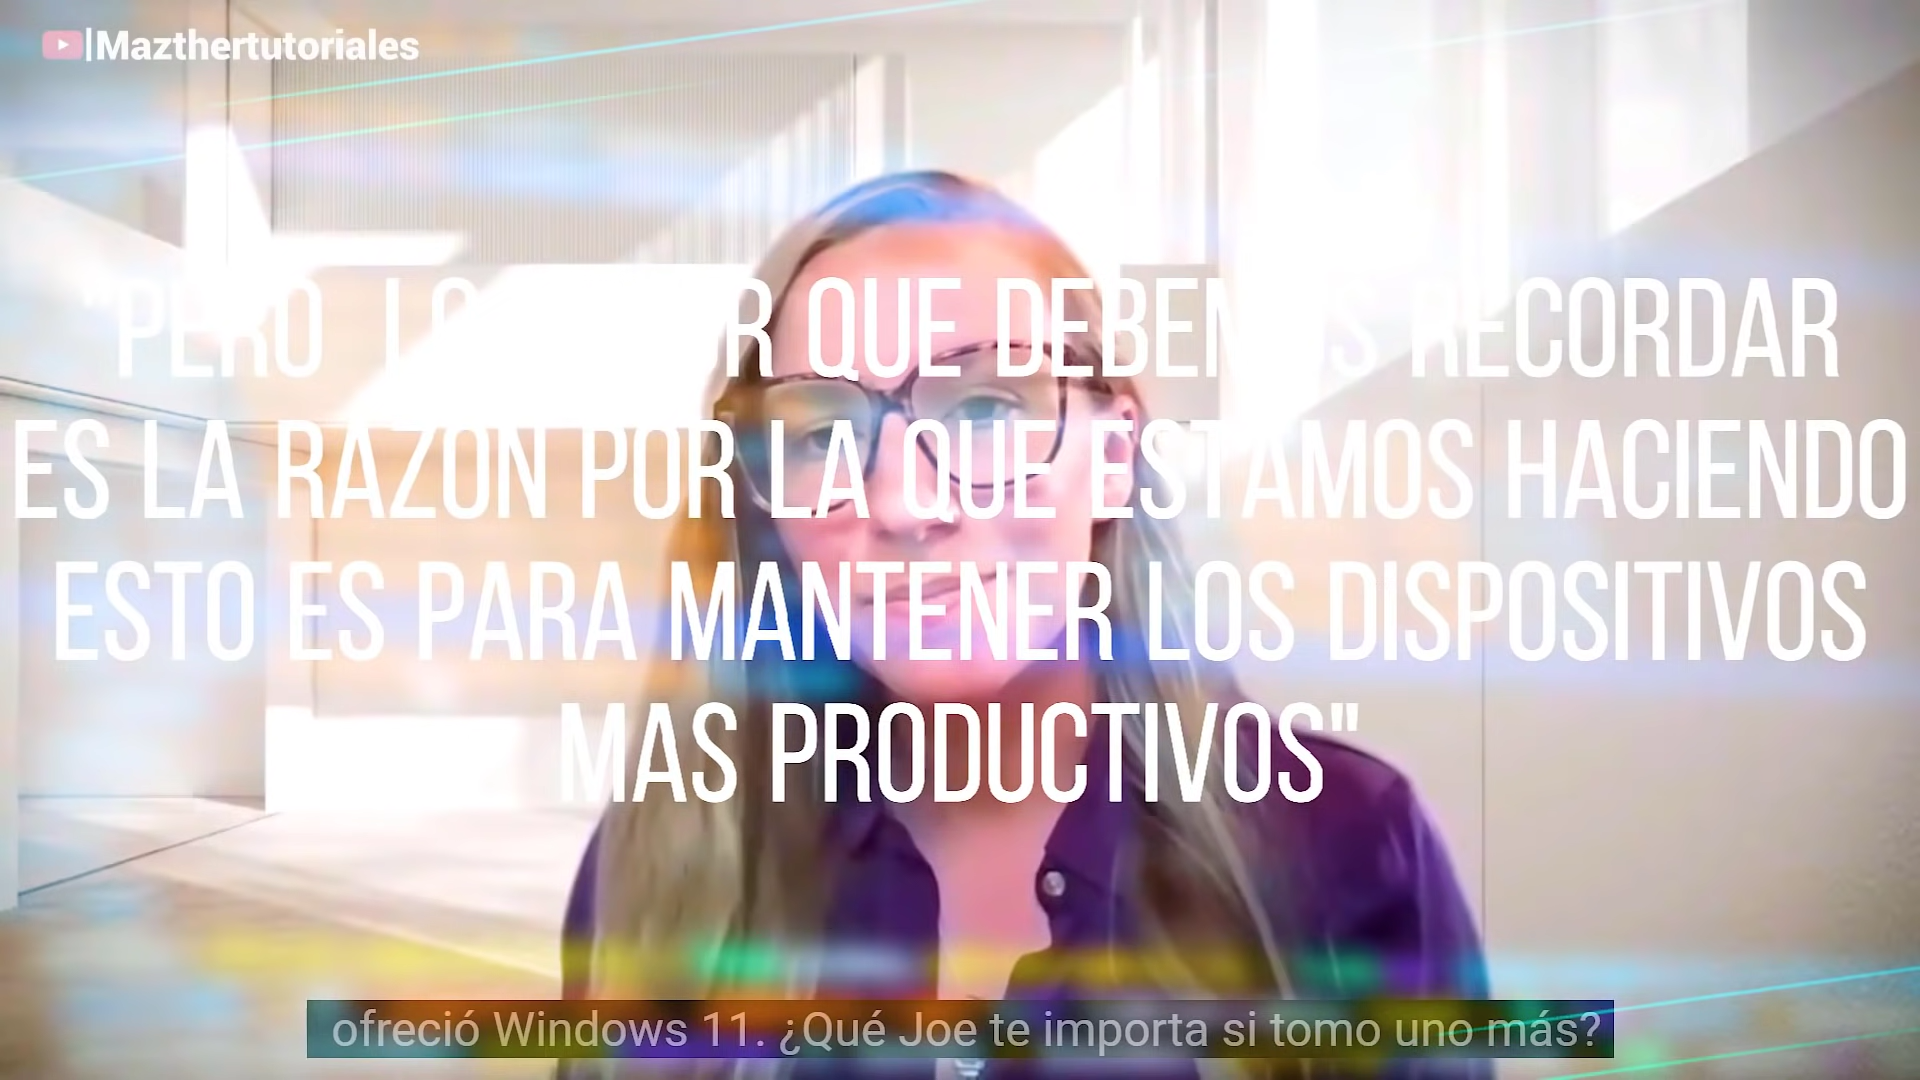 |Mazthertutoriales
"PERO QUE DEBEMOS RECORDAR
ES LA RAZON POR LA QUE ESTAMOS HACIENDO
ESTO ES PARA MANTENER LOS DISPOSITIVOS
MAS PRODUCTIVOS"
ofreció Windows 11. ¿Qué Joe te importa si tomo uno más?